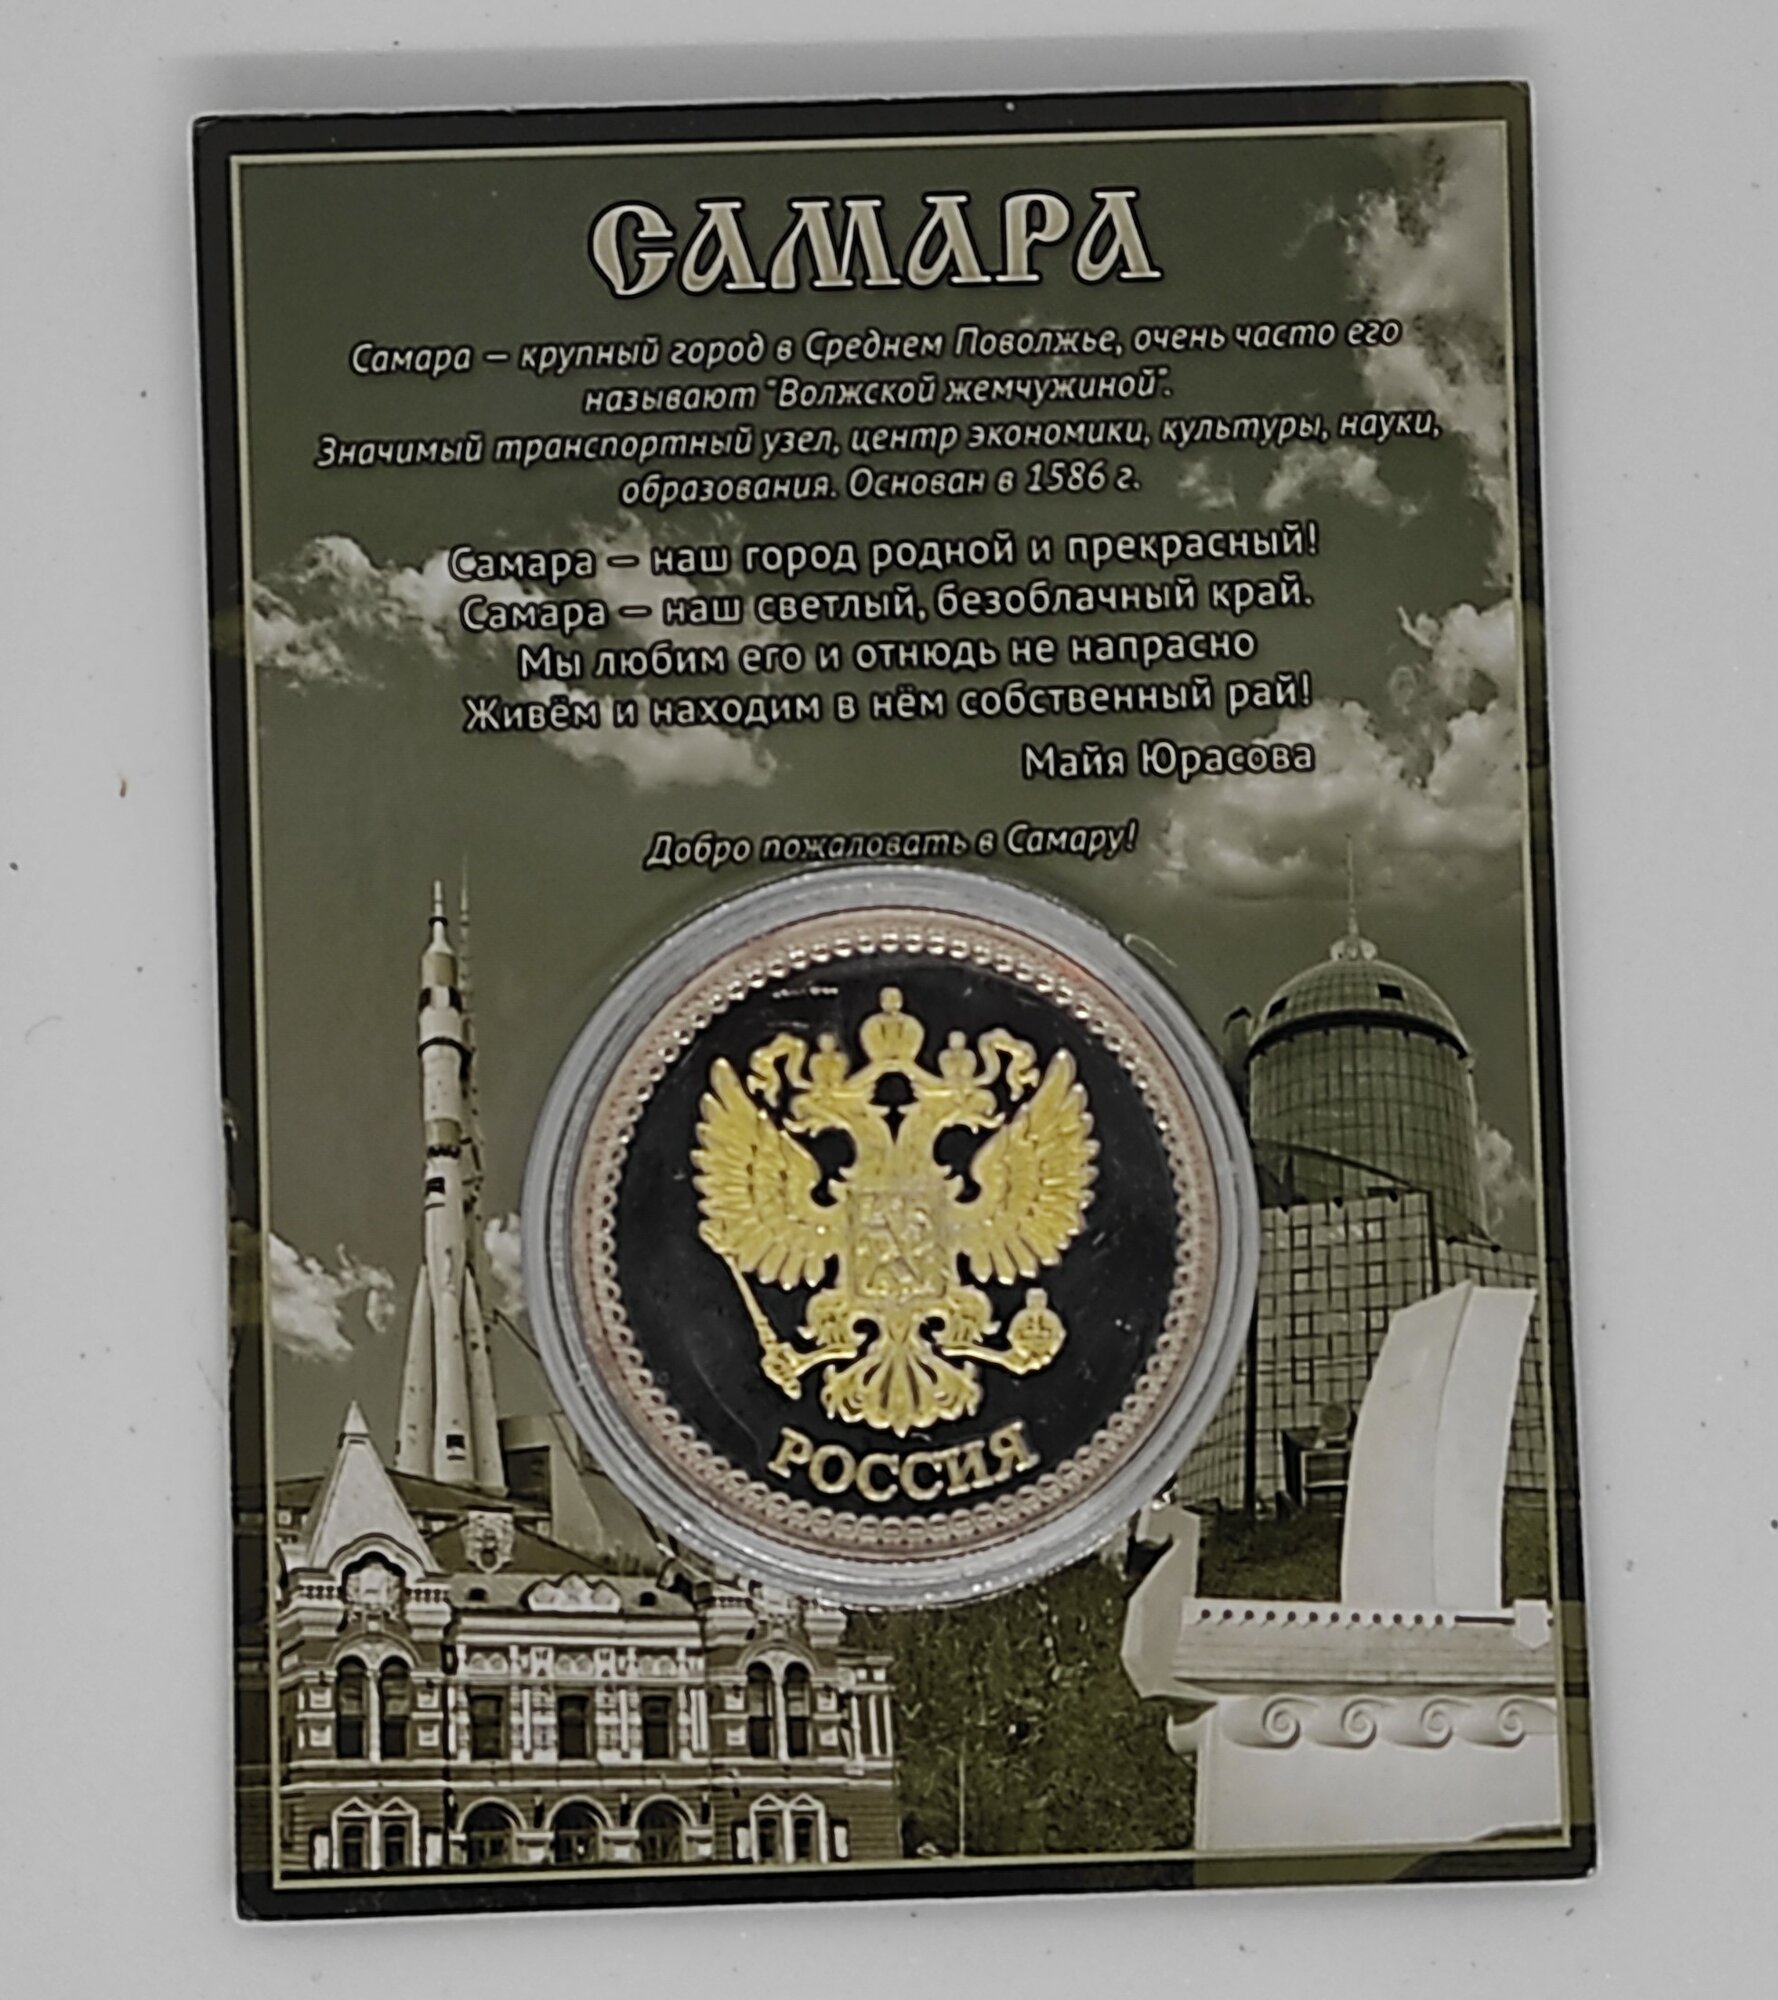 САМАРА
Самара – крупный город в Среднем Поволжье, очень часто его
называют "Волжской жемчужиной".
Значимый транспортный узел, центр экономики, культуры, науки,
образования. Основан в 1586 г.
Самара – наш город родной и прекрасный!
Самара – наш светлый, безоблачный край.
Мы любим его и отнюдь не напрасно
Живём и находим в нём собственный рай!
Майя Юрасова
Добро пожаловать в Самару!
РОССИЯ